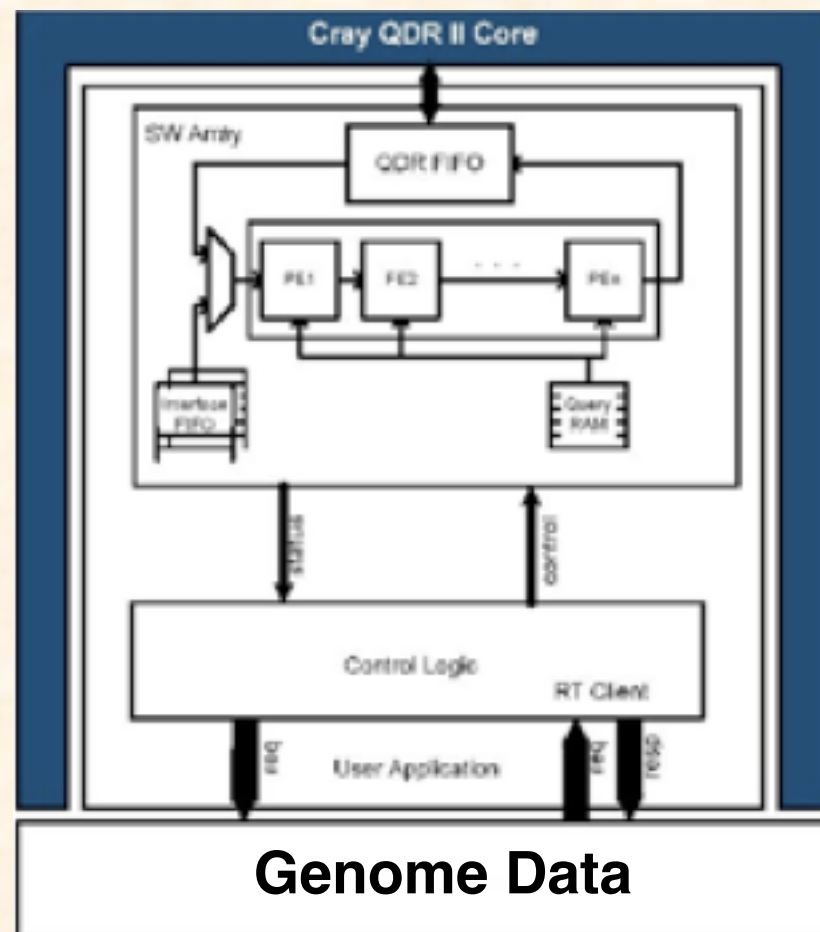 Cray QDR II Core
SW Array
QDR FIFO
PE1
PE2
. . .
PEn
Interface
FIFO
Query
RAM
status
control
Control Logic
RT Client
req
User Application
req
resp
Genome Data